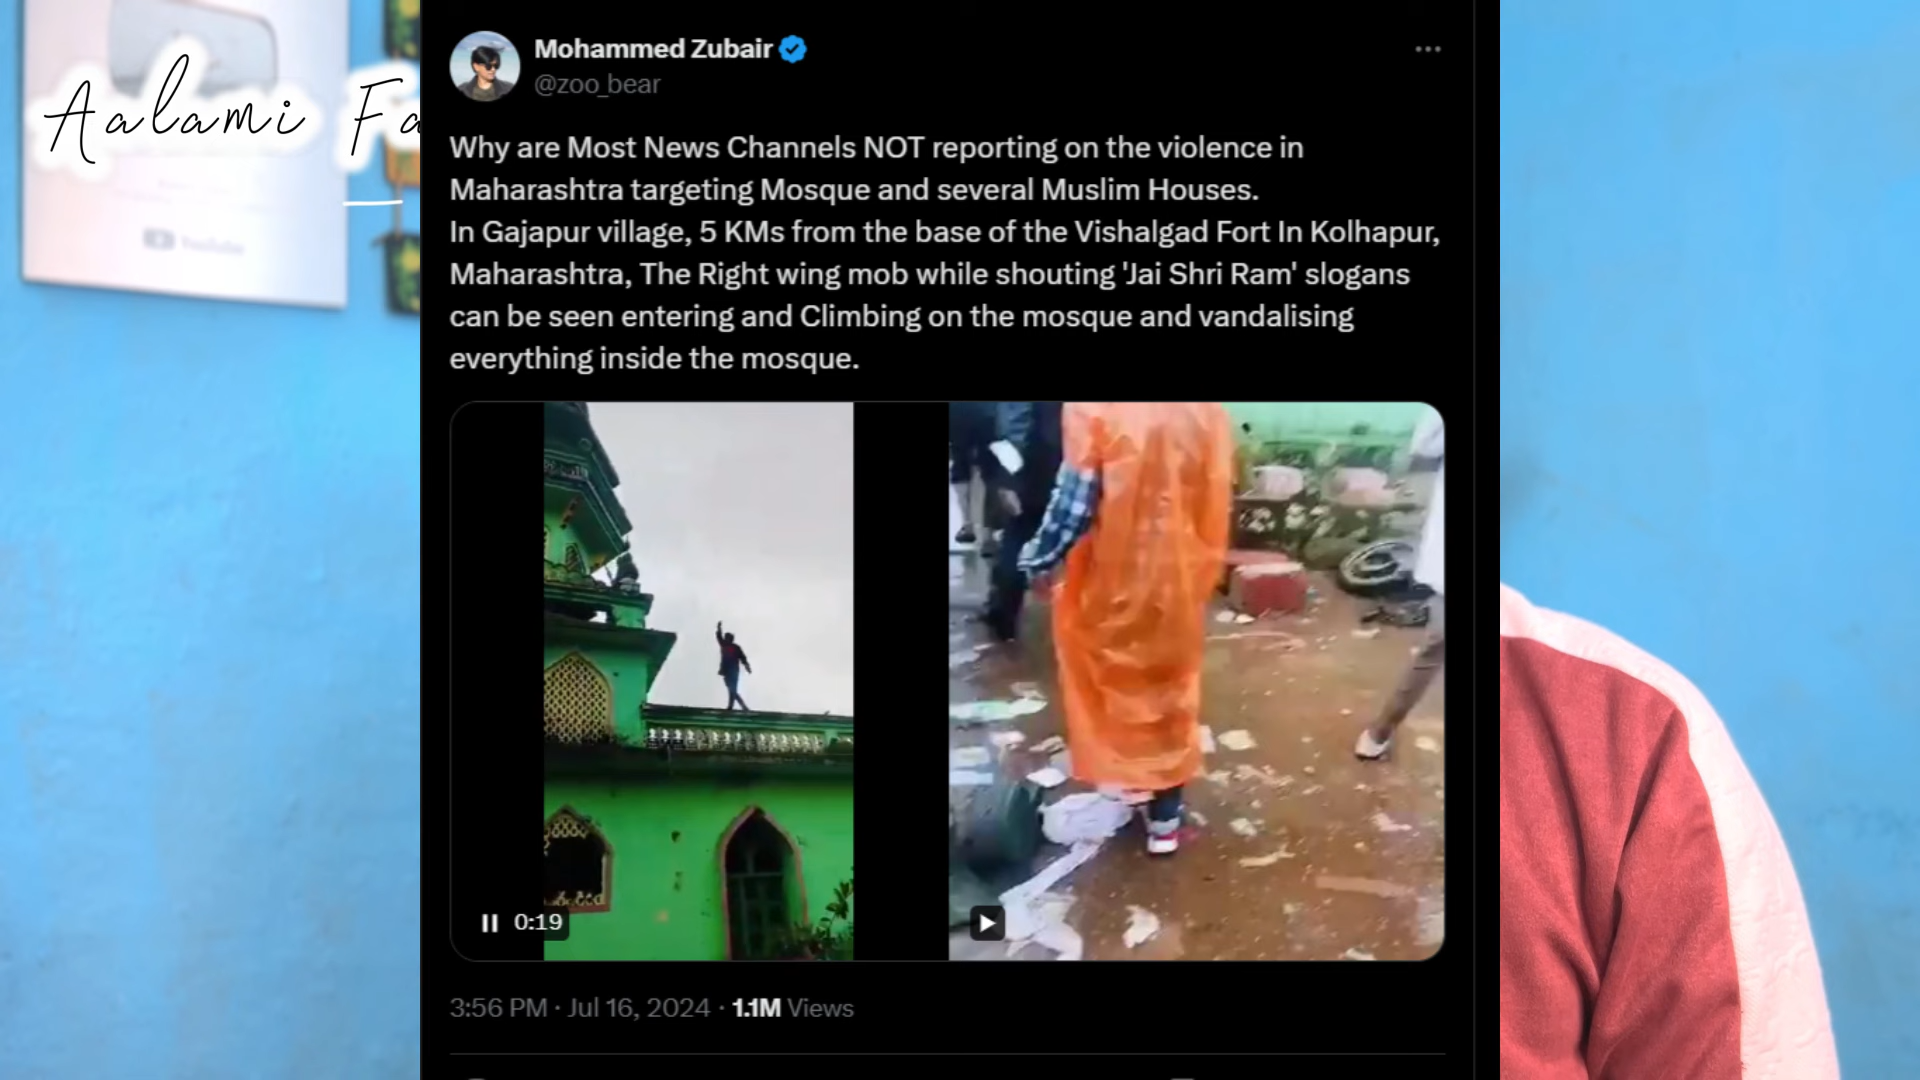 Aalami Fa
Mohammed Zubair
@zoo_bear
Why are Most News Channels NOT reporting on the violence in
Maharashtra targeting Mosque and several Muslim Houses.
In Gajapur village, 5 KMs from the base of the Vishalgad Fort In Kolhapur,
Maharashtra, The Right wing mob while shouting 'Jai Shri Ram' slogans
can be seen entering and Climbing on the mosque and vandalising
everything inside the mosque.
0:19
3:56 PM · Jul 16, 2024 · 1.1M Views